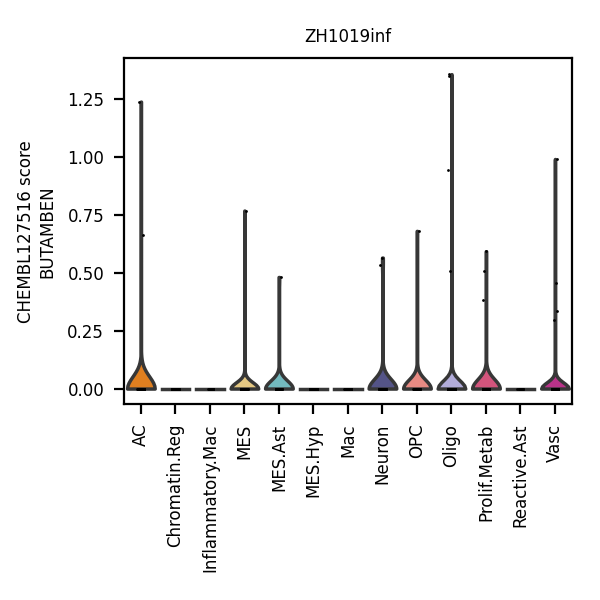 ZH1019inf
CHEMBL127516 score
BUTAMBEN
1.25
1.00
0.75
0.50
0.25
0.00
AC
Chromatin.Reg
Inflammatory.Mac
MES
MES.Ast
MES.Hyp
Mac
Neuron
OPC
Oligo
Prolif.Metab
Reactive.Ast
Vasc